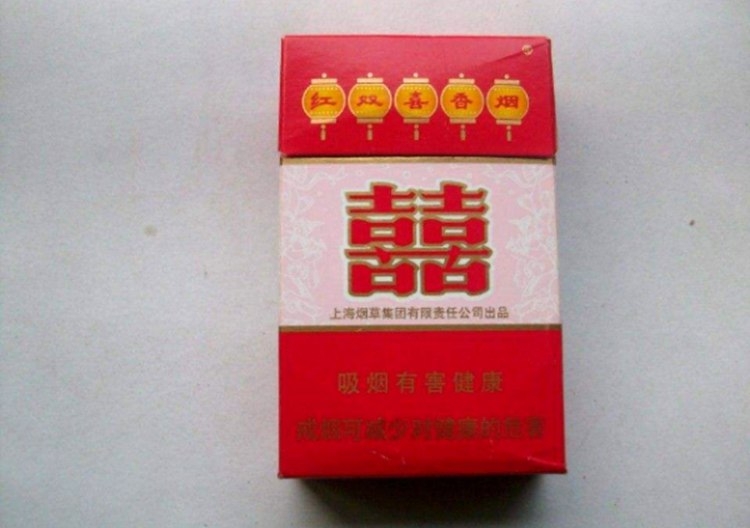 红双喜香烟
囍
上海烟草集团有限责任公司出品
吸烟有害健康
戒烟可减少对健康的危害